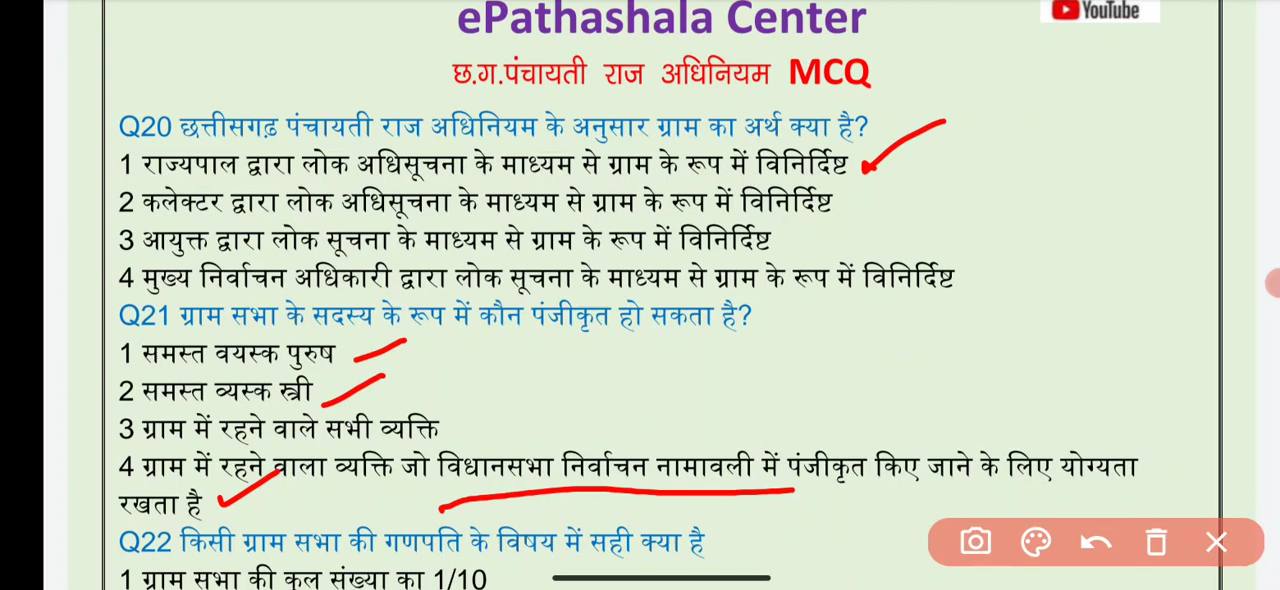 ePathashala Center
YouTube
छ.ग.पंचायती राज अधिनियम MCQ
Q20 छत्तीसगढ़ पंचायती राज अधिनियम के अनुसार ग्राम का अर्थ क्या है?
1 राज्यपाल द्वारा लोक अधिसूचना के माध्यम से ग्राम के रूप में विनिर्दिष्ट
2 कलेक्टर द्वारा लोक अधिसूचना के माध्यम से ग्राम के रूप में विनिर्दिष्ट
3 आयुक्त द्वारा लोक सूचना के माध्यम से ग्राम के रूप में विनिर्दिष्ट
4 मुख्य निर्वाचन अधिकारी द्वारा लोक सूचना के माध्यम से ग्राम के रूप में विनिर्दिष्ट
Q21 ग्राम सभा के सदस्य के रूप में कौन पंजीकृत हो सकता है?
1 समस्त वयस्क पुरुष
2 समस्त व्यस्क स्त्री
3 ग्राम में रहने वाले सभी व्यक्ति
4 ग्राम में रहने वाला व्यक्ति जो विधानसभा निर्वाचन नामावली में पंजीकृत किए जाने के लिए योग्यता
रखता है
Q22 किसी ग्राम सभा की गणपति के विषय में सही क्या है
1 ग्राम सभा की कुल संख्या का 1/10